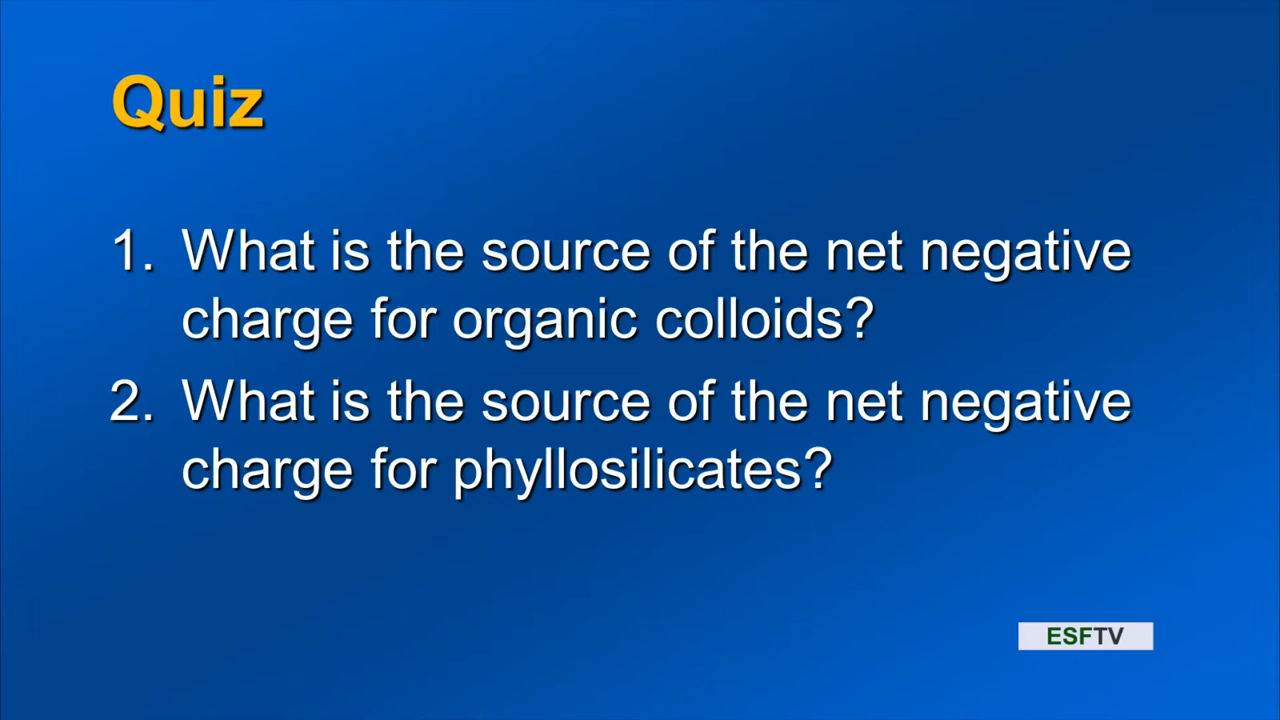 Quiz
1. What is the source of the net negative
charge for organic colloids?
2. What is the source of the net negative
charge for phyllosilicates?
ESFTV